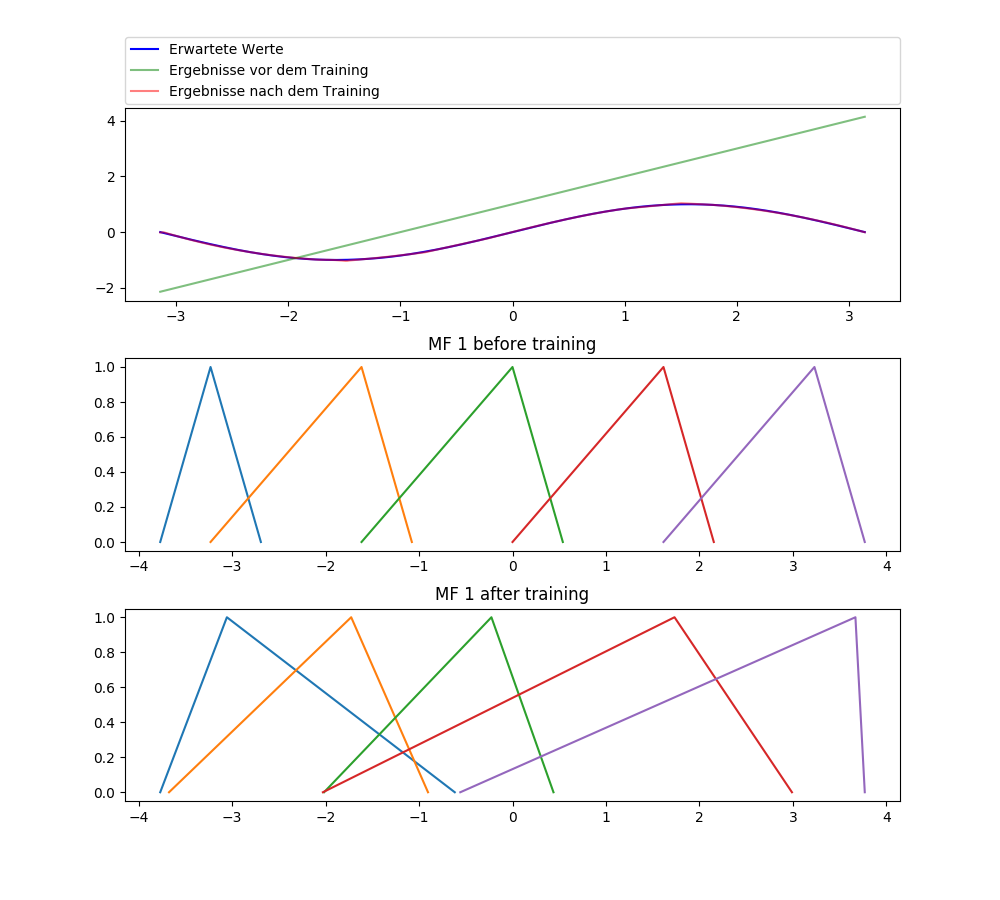 Erwartete Werte
Ergebnisse vor dem Training
Ergebnisse nach dem Training
4
2
0
−2
−3 −2 −1 0 1 2 3
MF 1 before training
1.0
0.8
0.6
0.4
0.2
0.0
−4 −3 −2 −1 0 1 2 3 4
MF 1 after training
1.0
0.8
0.6
0.4
0.2
0.0
−4 −3 −2 −1 0 1 2 3 4